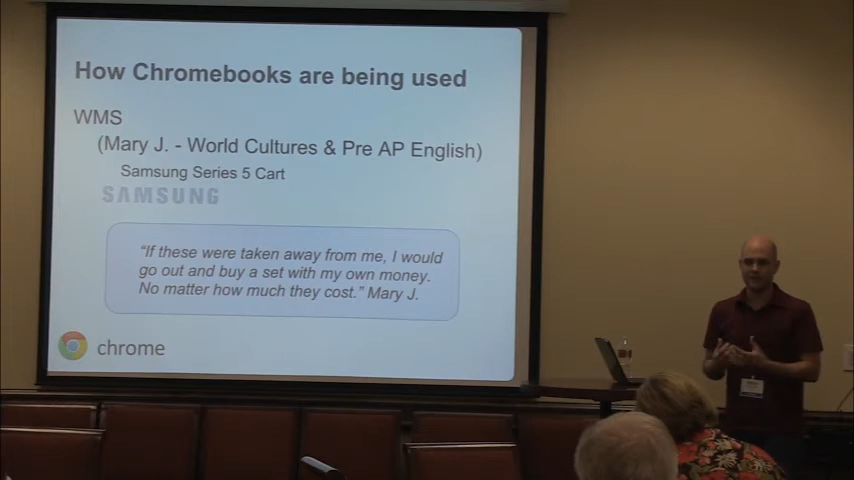 How Chromebooks are being used
WMS
(Mary J. - World Cultures & Pre AP English)
Samsung Series 5 Cart
SAMSUNG
“If these were taken away from me, I would
go out and buy a set with my own money.
No matter how much they cost.” Mary J.
chrome